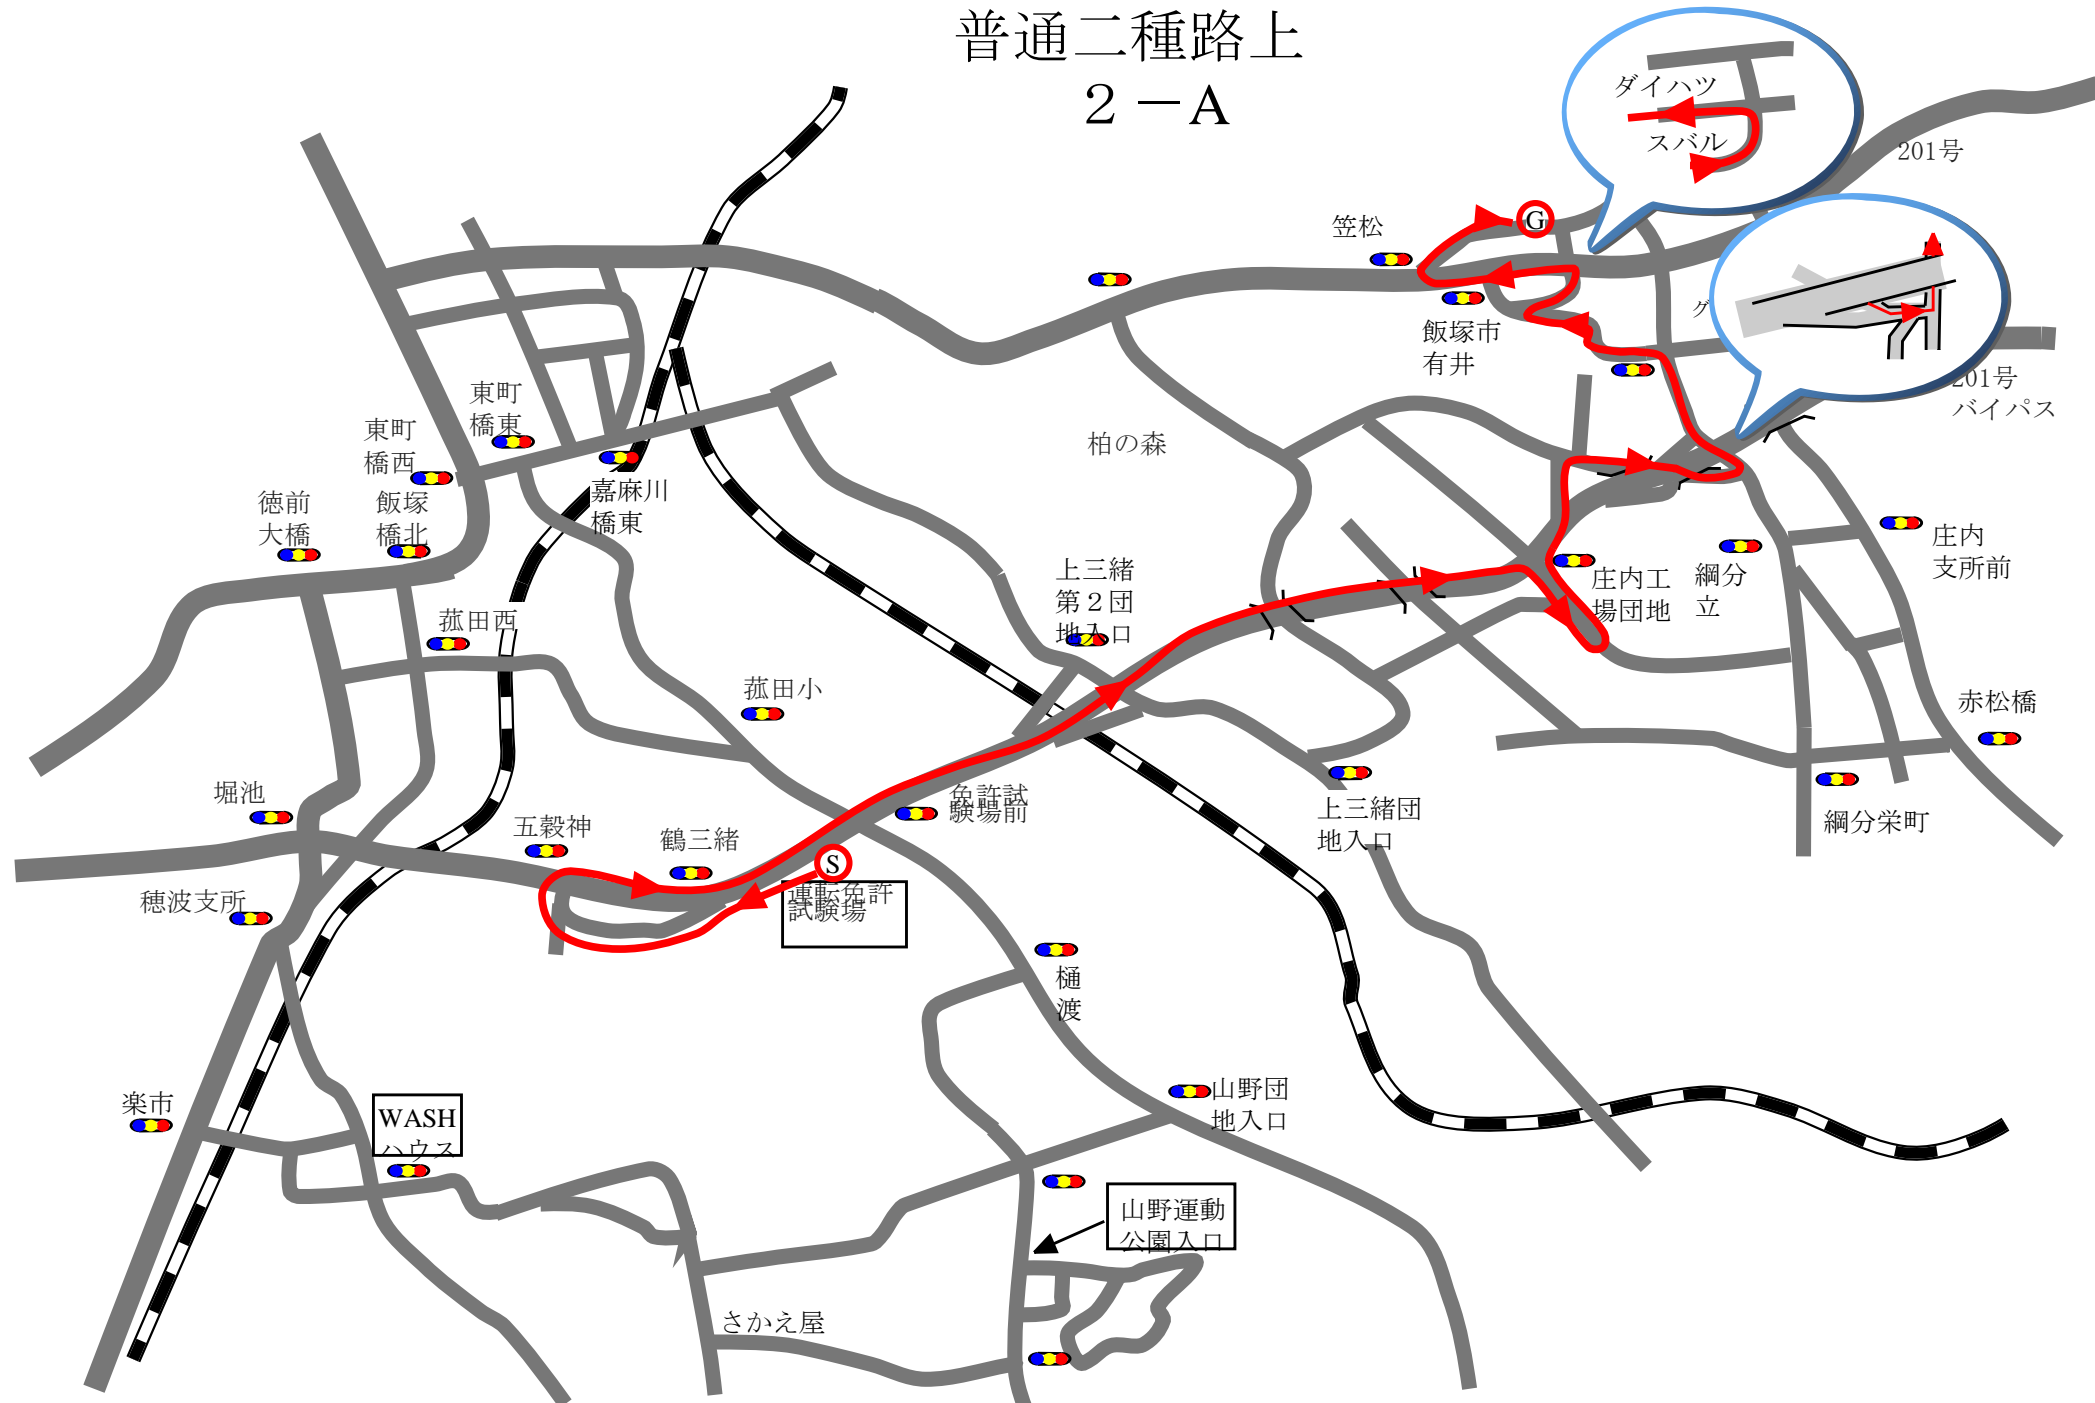 普通二種路上
２－A
ダイハツ
スバル
201号
笠松
G
飯塚市
有井
グ
201号
バイパス
東町
橋東
東町
橋西
柏の森
嘉麻川
橋東
徳前
大橋
飯塚
橋北
上三緒
第２団
地入口
庄内工
場団地
綱分
立
庄内
支所前
菰田西
菰田小
赤松橋
堀池
五穀神
鶴三緒
免許試
験場前
上三緒団
地入口
綱分栄町
S
運転免許
試験場
穂波支所
樋
渡
楽市
WASH
ハウス
山野団
地入口
山野運動
公園入口
さかえ屋